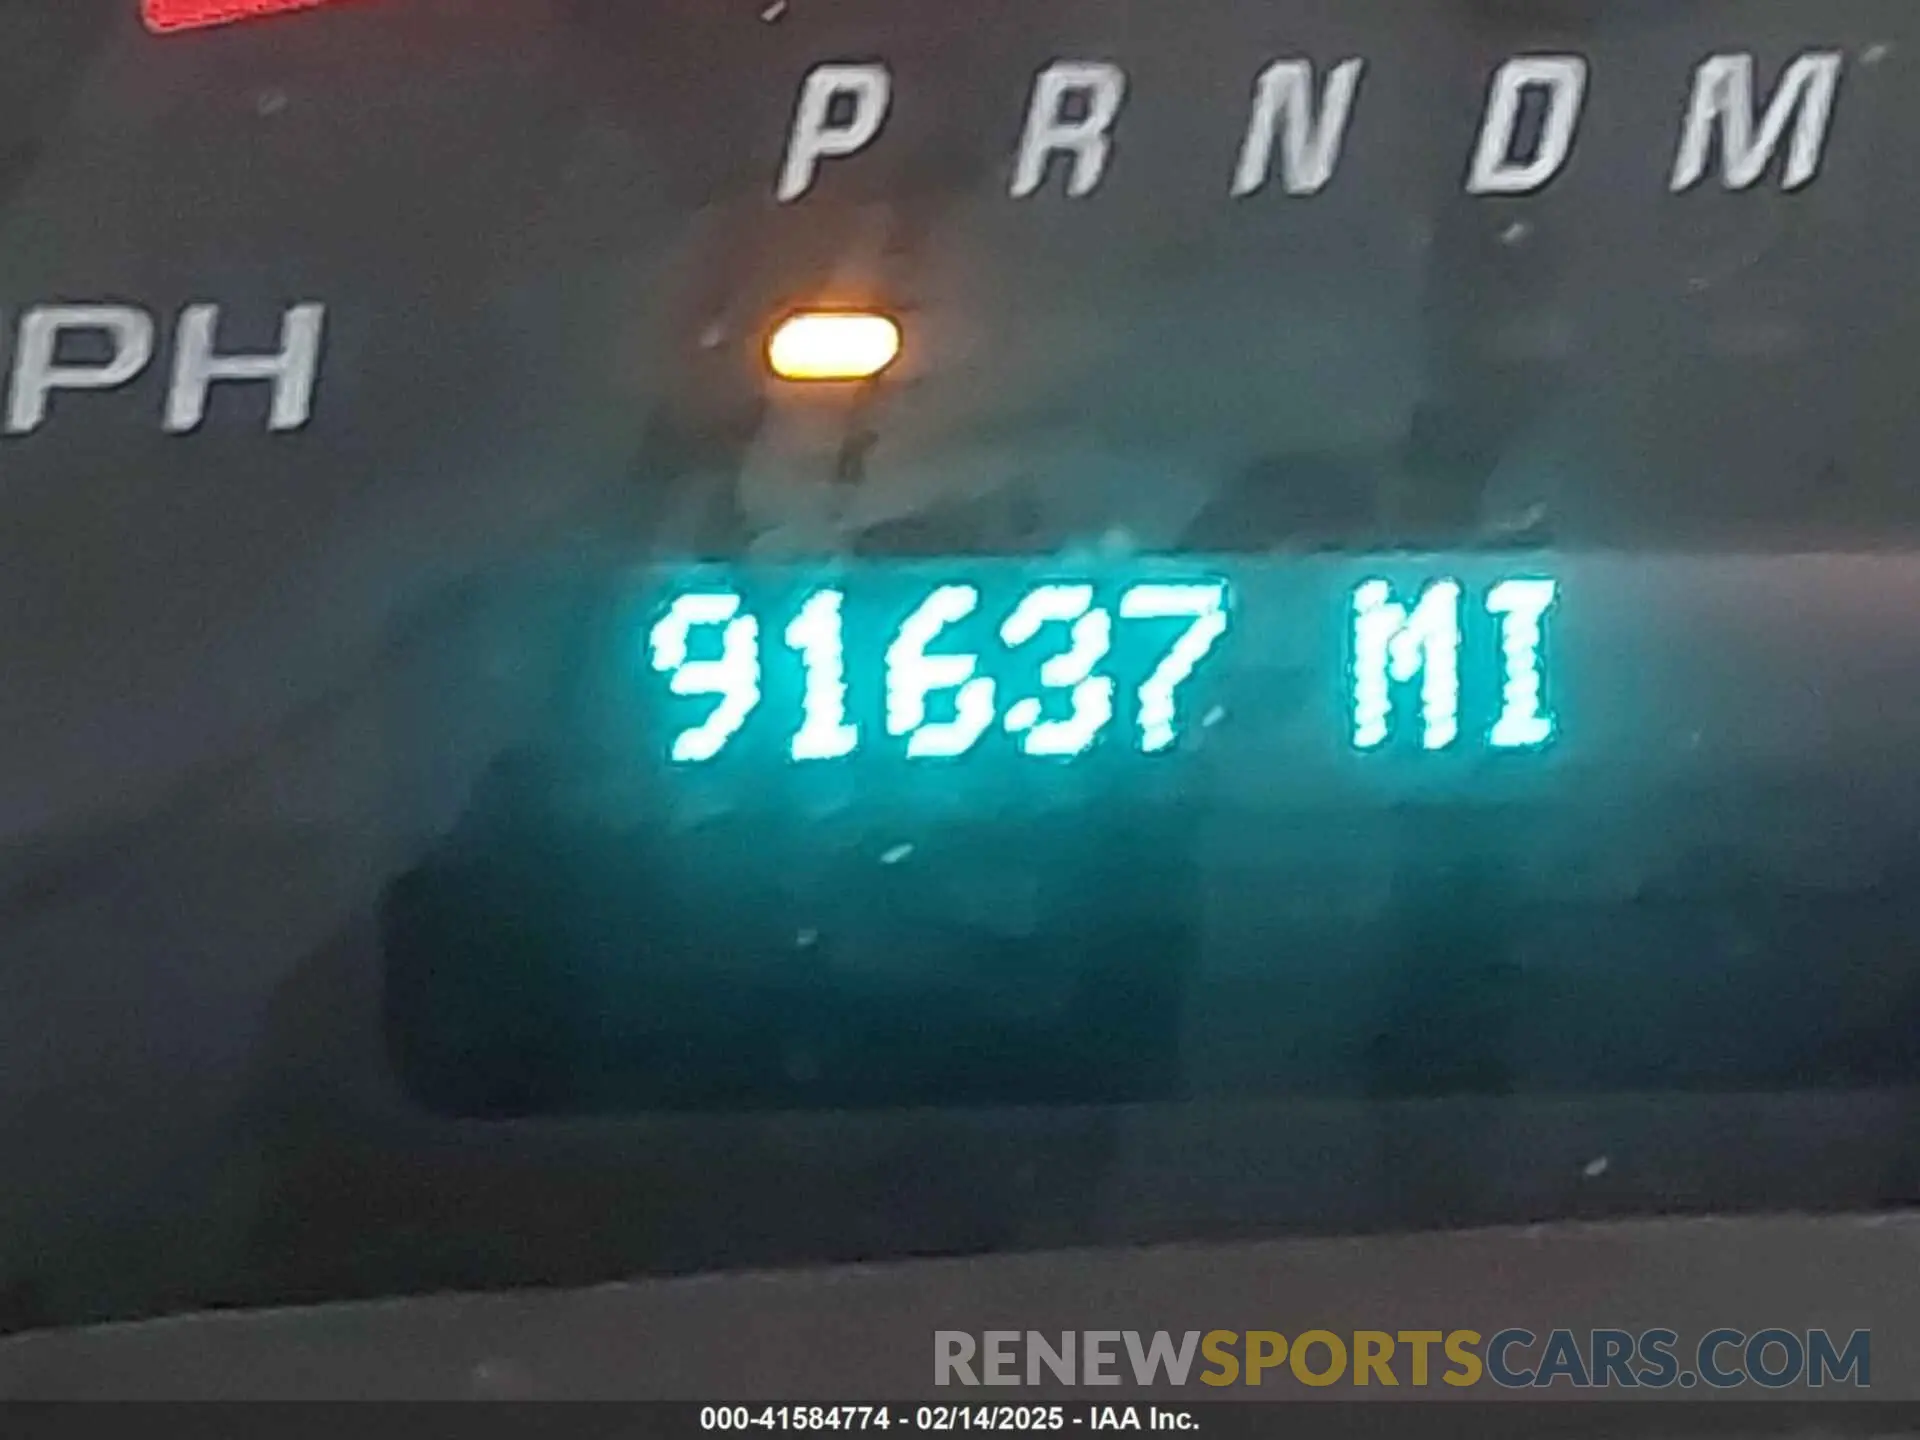 P R N D M
PH
91637 MI
RENEWSPORTSCARS.COM
000-41584774 - 02/14/2025 - IAA Inc.